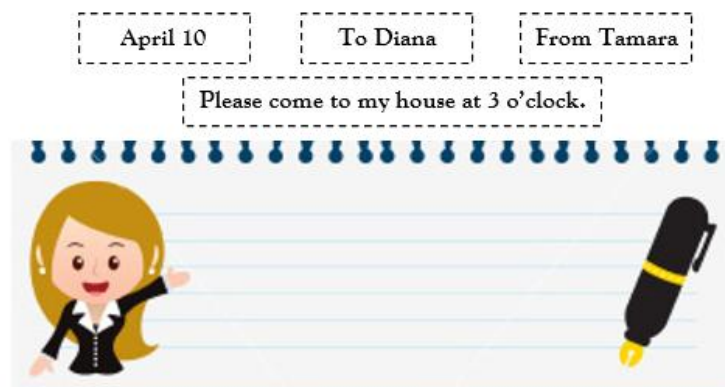 April 10
To Diana
From Tamara
Please come to my house at 3 o’clock.